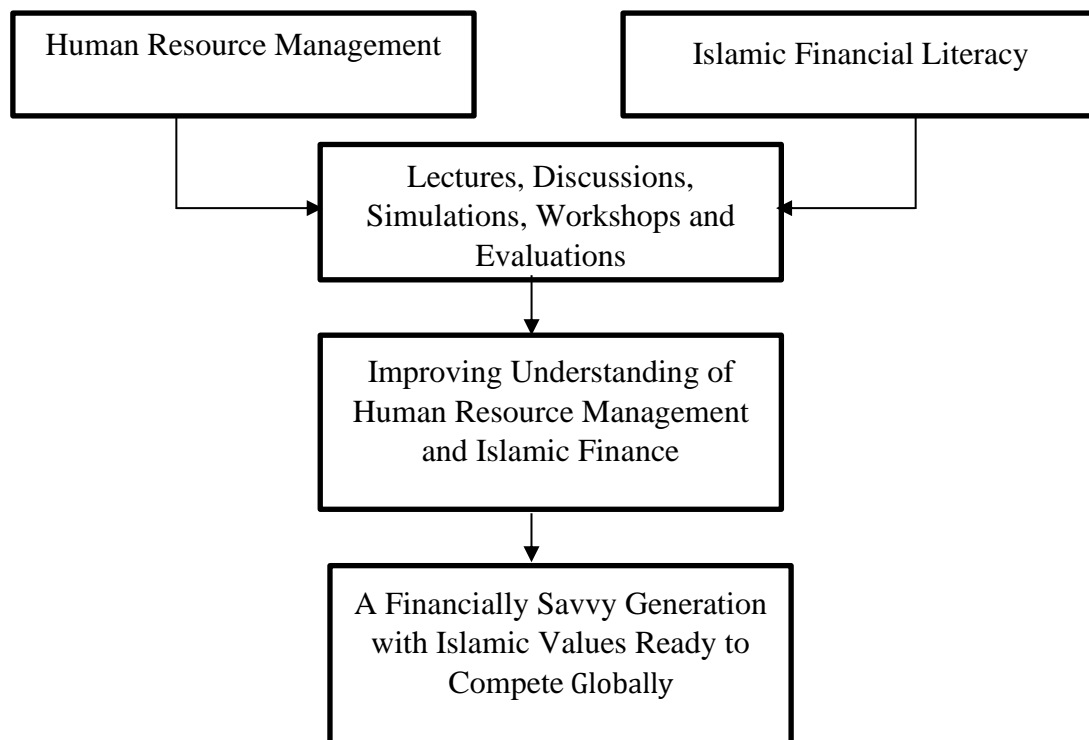 Human Resource Management
Islamic Financial Literacy
Lectures, Discussions,
Simulations, Workshops and
Evaluations
Improving Understanding of
Human Resource Management
and Islamic Finance
A Financially Savvy Generation
with Islamic Values Ready to
Compete Globally